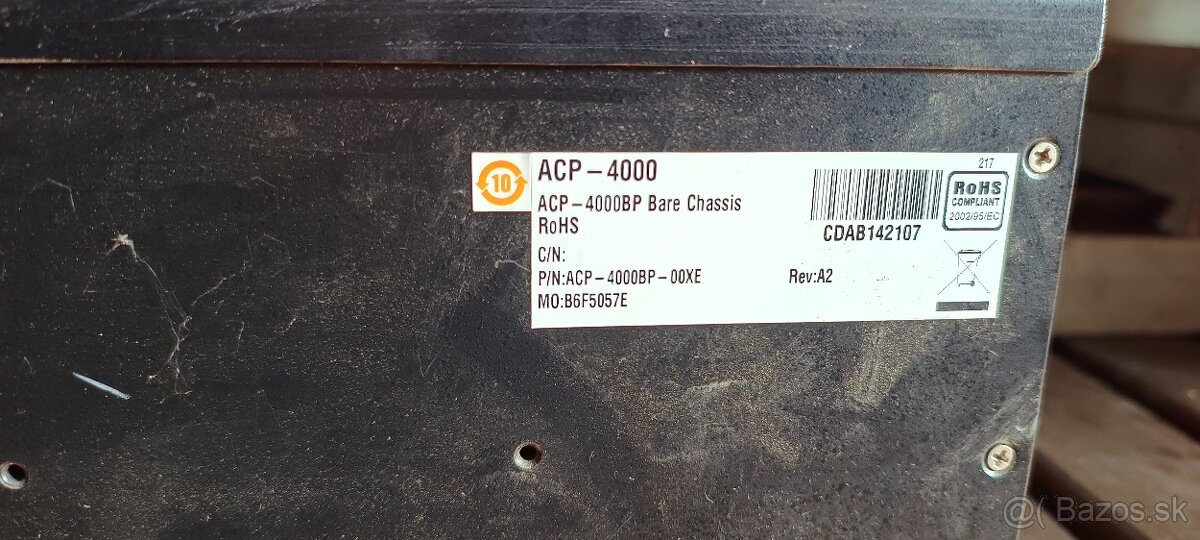 10
ACP-4000
ACP-4000BP Bare Chassis
RoHS
C/N:
P/N:ACP-4000BP-00XE
Rev:A2
MO:B6F5057E
CDAB142107
217
RoHS
COMPLIANT
2002/95/EC
@( Bazos.sk